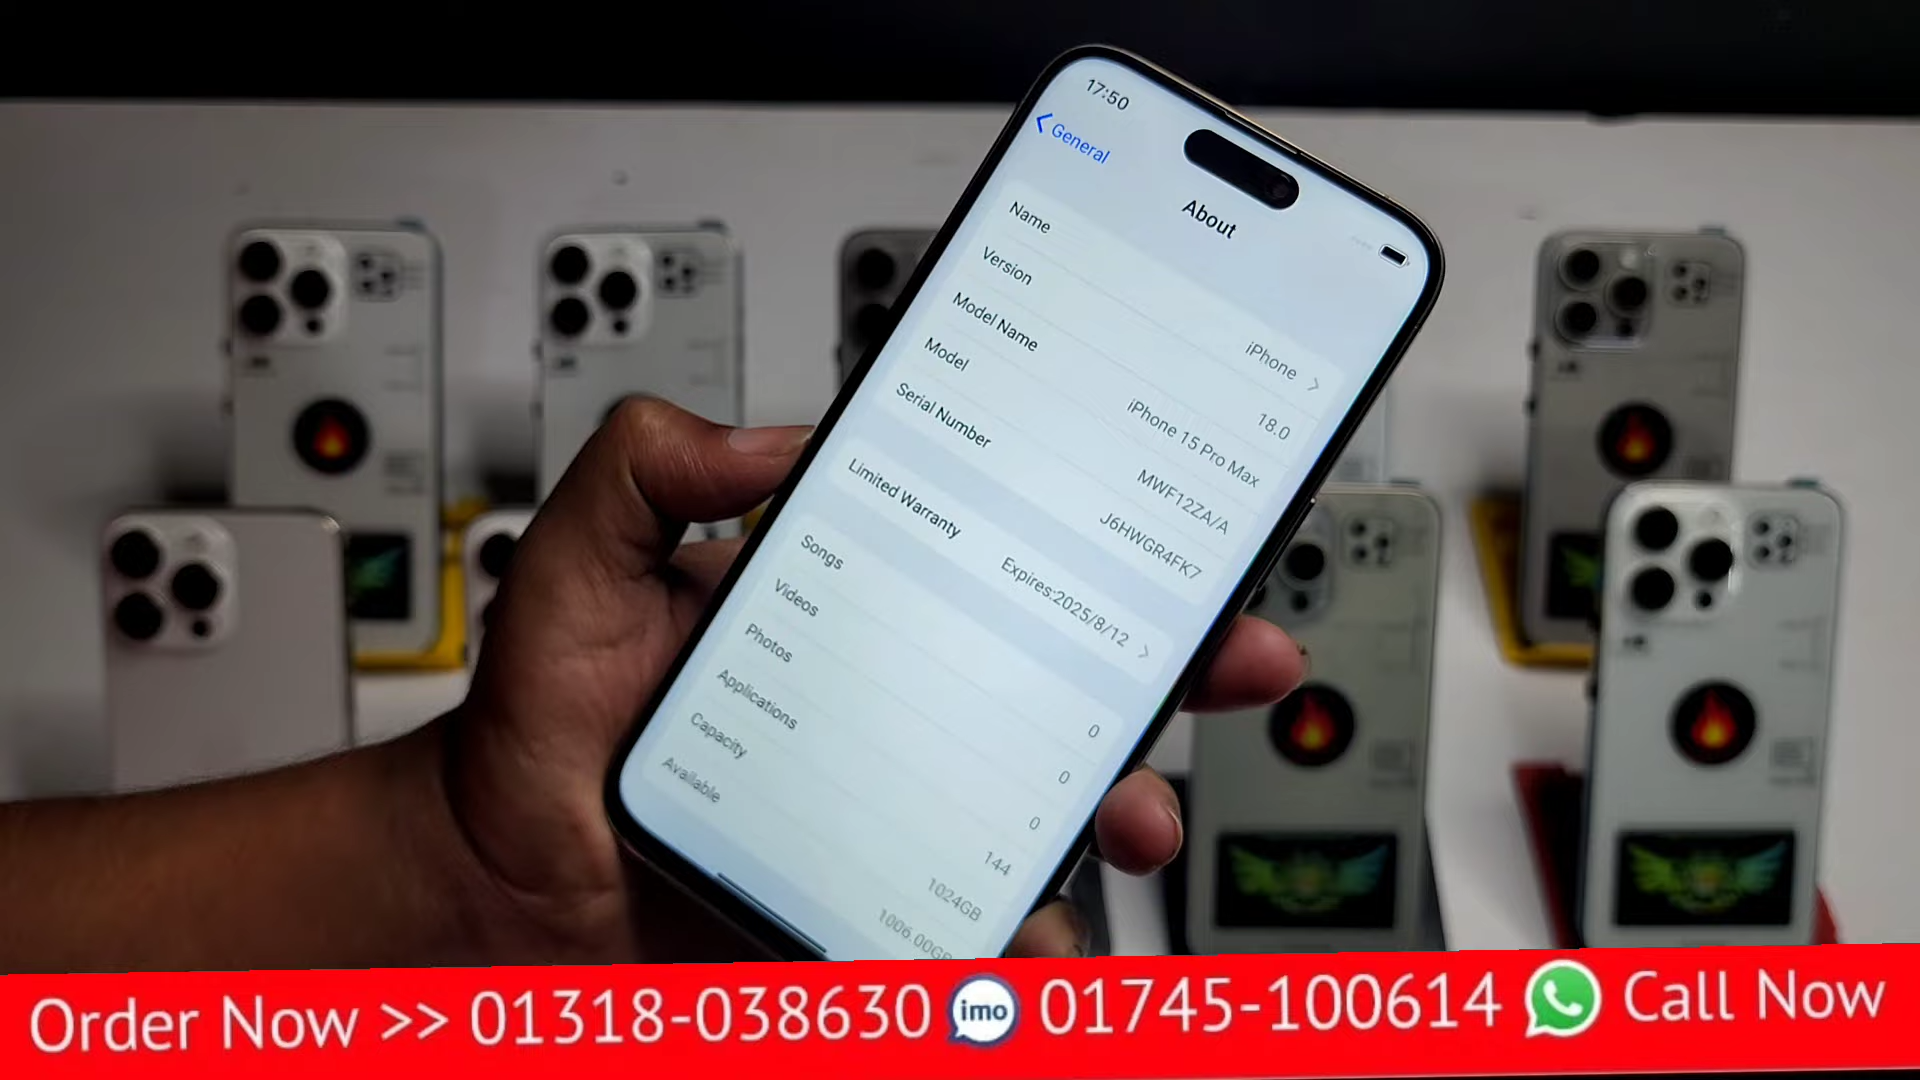 17:50
General
About
Name
iPhone
Version
18.0
Model Name
iPhone 15 Pro Max
Model
MWF12ZA/A
Serial Number
J6HWGR4FK7
Limited Warranty
Expires:2025/8/12
Songs
0
Videos
0
Photos
0
Applications
144
Capacity
1024GB
Available
1006.00GB
Order Now >> 01318-038630 imo 01745-100614 Call Now